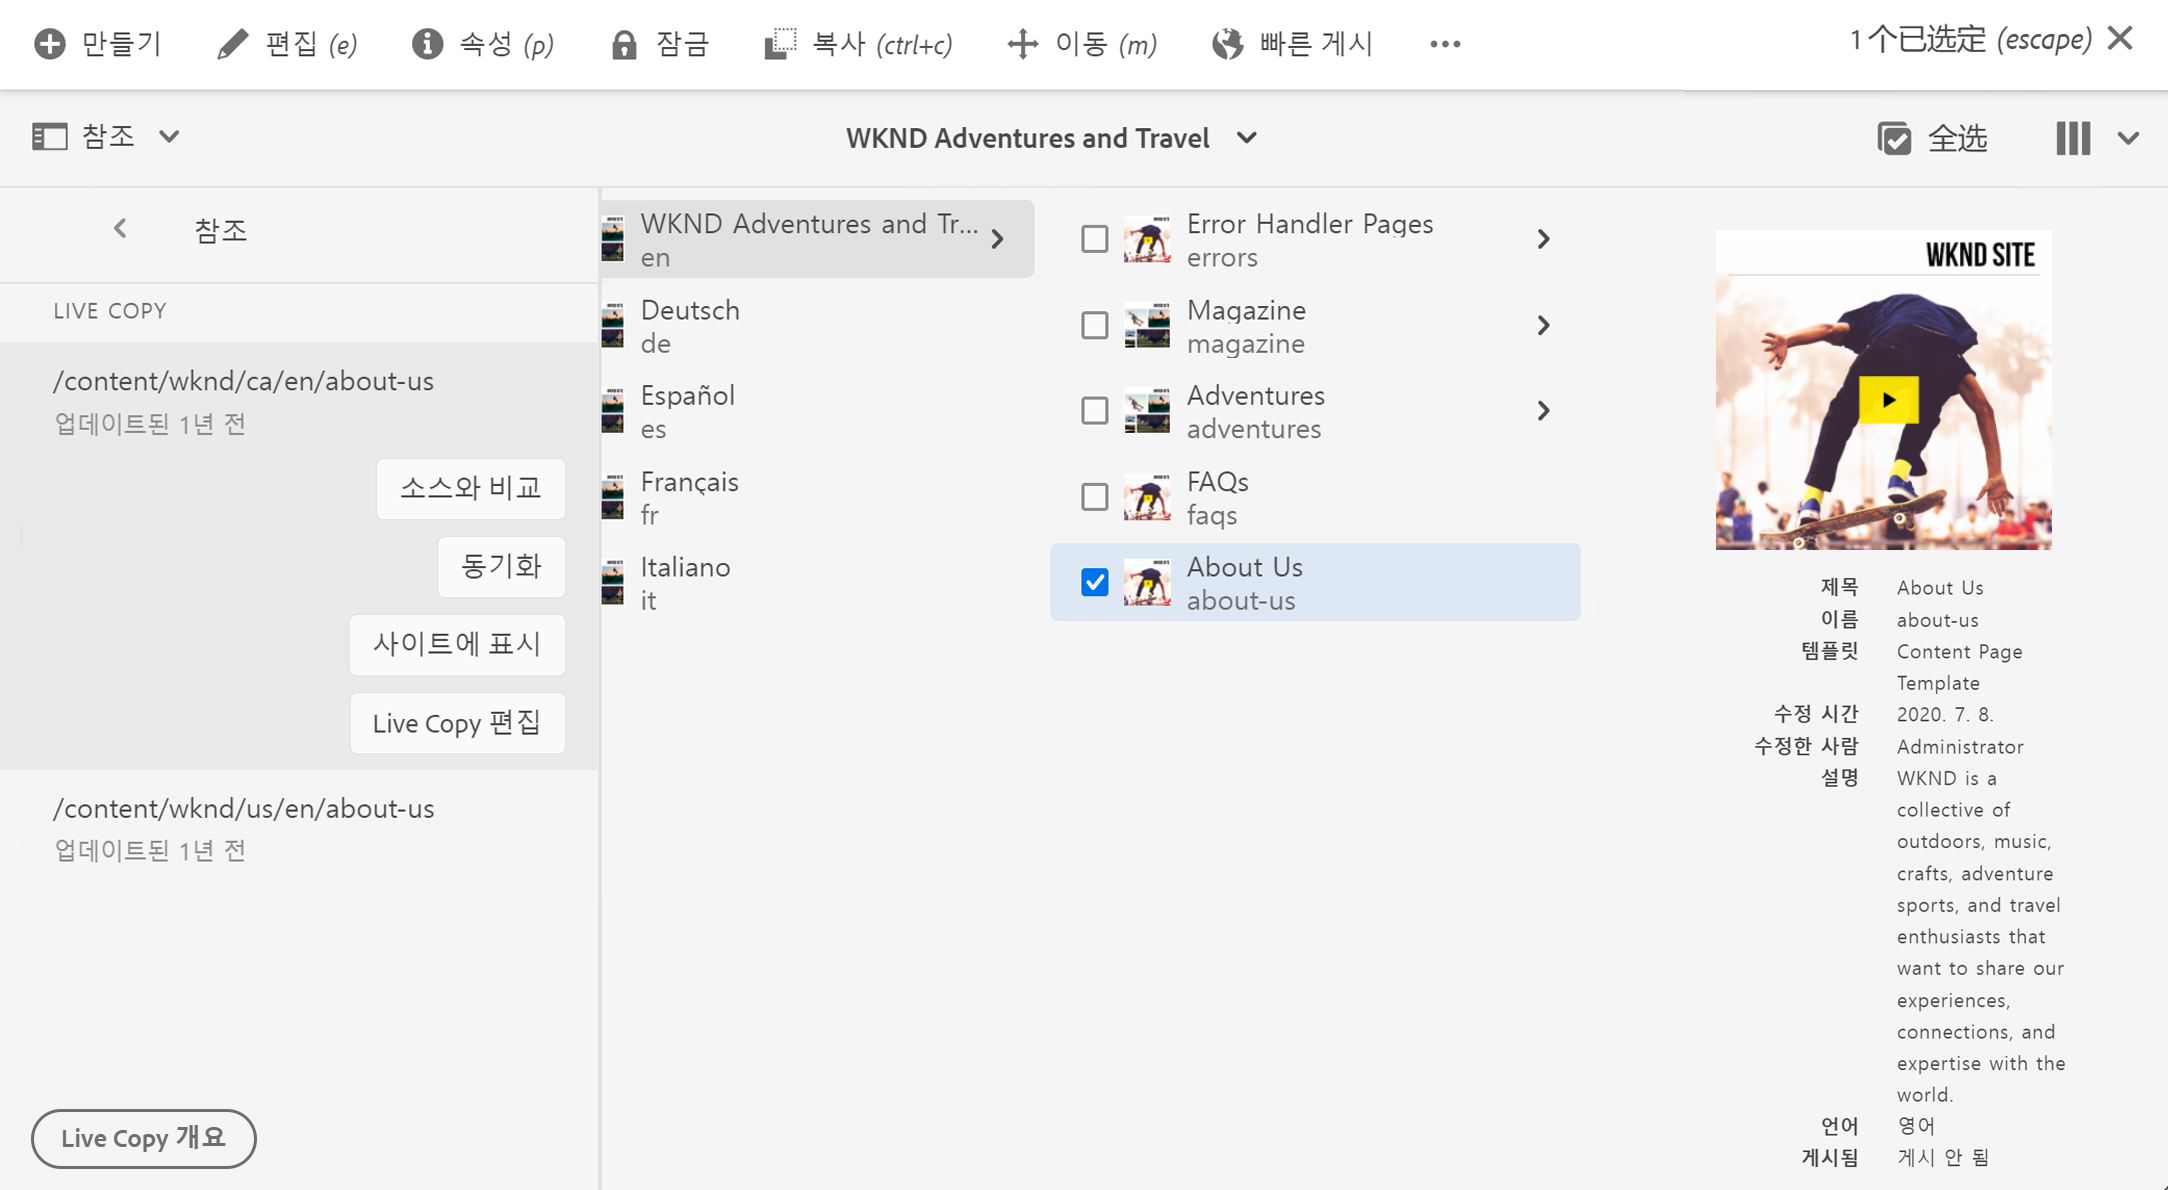 만들기 편집 (e) 속성 (p) 잠금 복사 (ctrl+c) 이동 (m) 빠른 게시 1 个已选定 (escape)
참조 WKND Adventures and Travel 全选
참조
LIVE COPY
/content/wknd/ca/en/about-us
업데이트된 1년 전
소스와 비교
동기화
사이트에 표시
Live Copy 편집
/content/wknd/us/en/about-us
업데이트된 1년 전
Live Copy 개요
WKND Adventures and Tr...
en
Deutsch
de
Español
es
Français
fr
Italiano
it
Error Handler Pages
errors
Magazine
magazine
Adventures
adventures
FAQs
faqs
About Us
about-us
WKND SITE
제목 About Us
이름 about-us
템플릿 Content Page
Template
수정 시간 2020. 7. 8.
수정한 사람 Administrator
설명 WKND is a
collective of
outdoors, music,
crafts, adventure
sports, and travel
enthusiasts that
want to share our
experiences,
connections, and
expertise with the
world.
언어 영어
게시됨 게시 안 됨